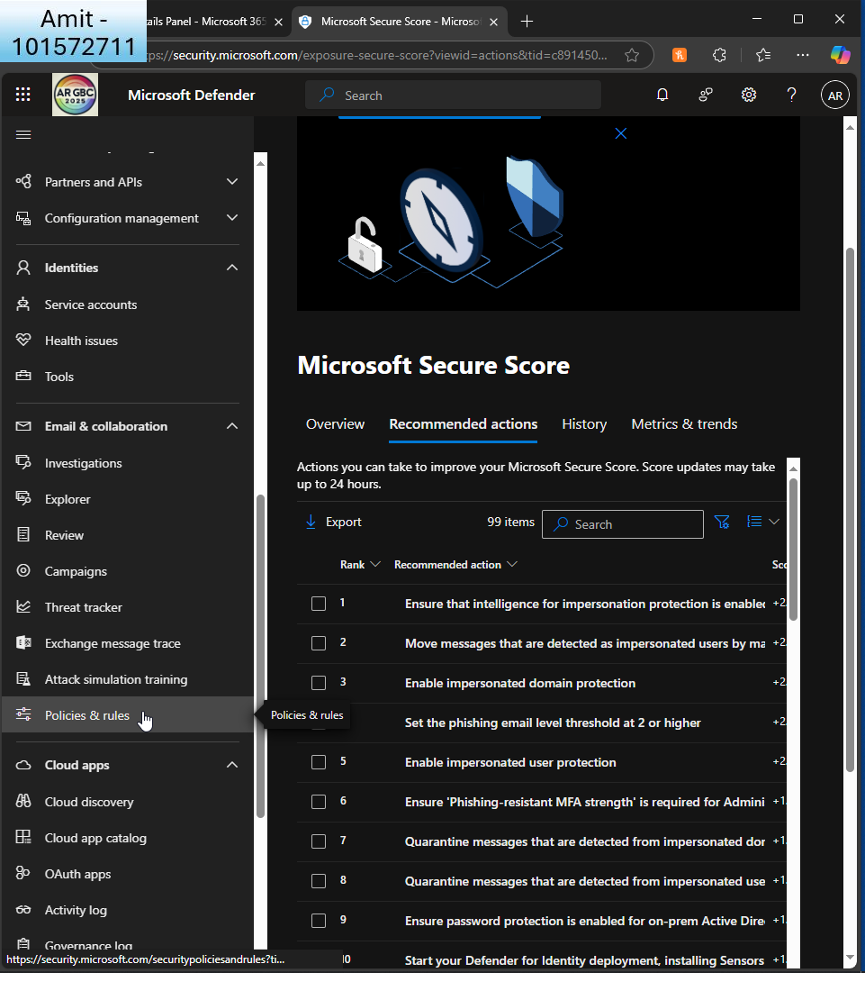 Amit -
101572711
tails Panel - Microsoft 365
Microsoft Secure Score - Microso
ps://security.microsoft.com/exposure-secure-score?viewid=actions&tid=c891450...
AR GBC
2025
Microsoft Defender
Search
AR
Partners and APIs
Configuration management
Identities
Service accounts
Health issues
Tools
Email & collaboration
Investigations
Explorer
Review
Campaigns
Threat tracker
Exchange message trace
Attack simulation training
Policies & rules
Policies & rules
Cloud apps
Cloud discovery
Cloud app catalog
OAuth apps
Activity log
Governance log
https://security.microsoft.com/securitypoliciesandrules?ti...
Microsoft Secure Score
Overview Recommended actions History Metrics & trends
Actions you can take to improve your Microsoft Secure Score. Score updates may take
up to 24 hours.
Export 99 items Search
Rank Recommended action Sco
1 Ensure that intelligence for impersonation protection is enabled +2.
2 Move messages that are detected as impersonated users by ma +2.
3 Enable impersonated domain protection +2.
Set the phishing email level threshold at 2 or higher +2.
5 Enable impersonated user protection +2.
6 Ensure 'Phishing-resistant MFA strength' is required for Admini +1.
7 Quarantine messages that are detected from impersonated dor +1.
8 Quarantine messages that are detected from impersonated use +1.
9 Ensure password protection is enabled for on-prem Active Dire +1.
10 Start your Defender for Identity deployment, installing Sensors +1.